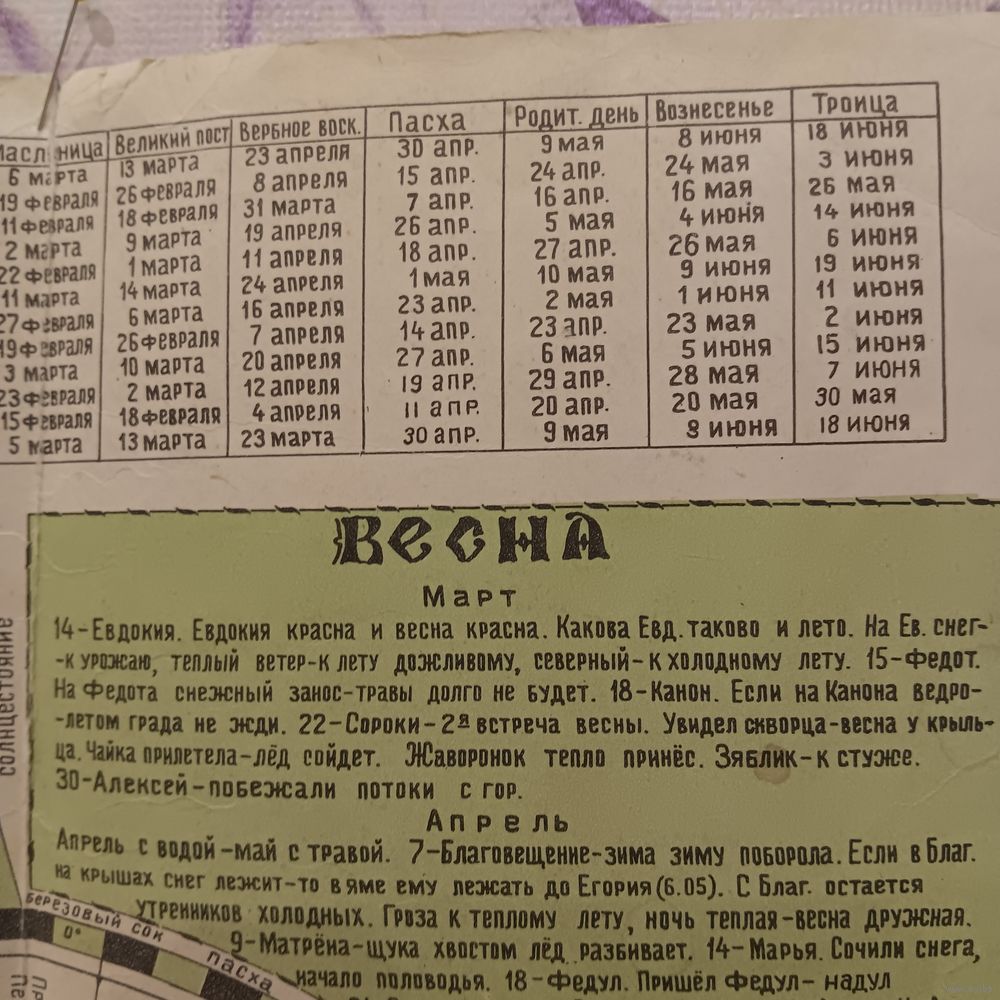 Масленица Великий пост Вербное воск. Пасха Родит. день Вознесенье Троица
6 марта 13 марта 23 апреля 30 апр. 9 мая 8 июня 18 июня
19 февраля 26 февраля 8 апреля 15 апр. 24 апр. 24 мая 3 июня
11 февраля 18 февраля 31 марта 7 апр. 16 апр. 16 мая 26 мая
2 марта 9 марта 19 апреля 26 апр. 5 мая 4 июня 14 июня
22 февраля 1 марта 11 апреля 18 апр. 27 апр. 26 мая 6 июня
11 марта 14 марта 24 апреля 1 мая 10 мая 9 июня 19 июня
27 февраля 6 марта 16 апреля 23 апр. 2 мая 1 июня 11 июня
19 февраля 26 февраля 7 апреля 14 апр. 23 апр. 23 мая 2 июня
3 марта 10 марта 20 апреля 27 апр. 6 мая 5 июня 15 июня
23 февраля 2 марта 12 апреля 19 апр. 29 апр. 28 мая 7 июня
15 февраля 18 февраля 4 апреля 11 апр. 20 апр. 20 мая 30 мая
5 марта 13 марта 23 марта 30 апр. 9 мая 9 июня 18 июня
Весна
Март
14-Евдокия. Евдокия красна и весна красна. Какова Евд. таково и лето. На Ев. снег-
-к урожаю, теплый ветер-к лету дождливому, северный-к холодному лету. 15-Федот.
На Федота снежный занос-травы долго не будет. 18-Канон. Если на Канона ведро-
-летом града не жди. 22-Сороки-2я встреча весны. Увидел скворца-весна у крыль-
ца. Чайка прилетела-лёд сойдет. Жаворонок тепло принёс. Зяблик-к стуже.
30-Алексей-побежали потоки с гор.
Апрель
Апрель с водой-май с травой. 7-Благовещение-зима зиму поборола. Если в Благ.
на крышах снег лежит-то в яме ему лежать до Егория (6.05). С Благ. остается
утренников холодных. Гроза к теплому лету, ночь теплая-весна дружная.
9-Матрёна-щука хвостом лёд разбивает. 14-Марья. Сочили снега,
начало половодья. 18-Федул. Пришёл Федул-надул
солнцестояние
березовый сок
0°
пасха